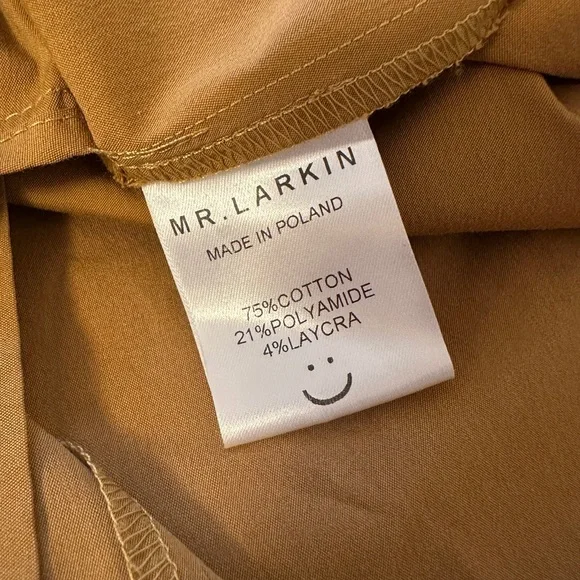 MR. LARKIN
MADE IN POLAND
75%COTTON
21%POLYAMIDE
4%LAYCRA